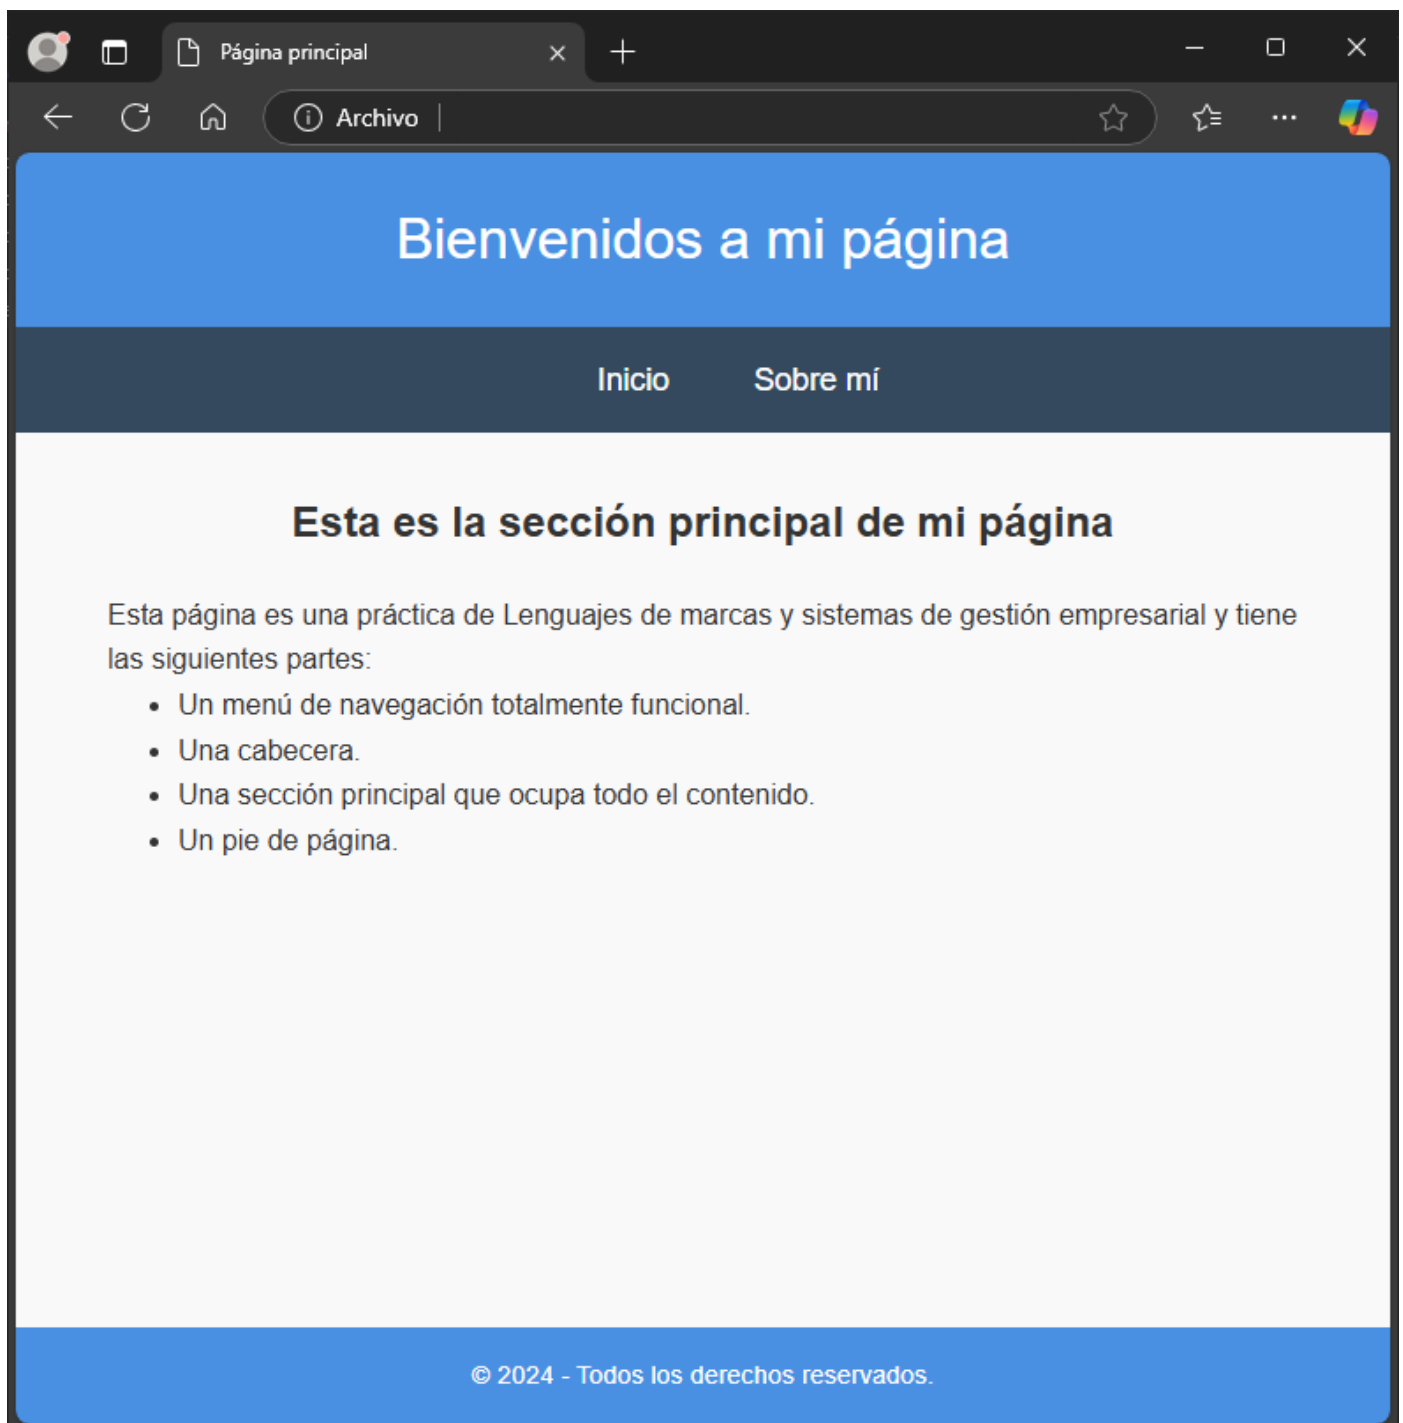 Página principal
Archivo
Bienvenidos a mi página
Inicio Sobre mí
Esta es la sección principal de mi página
Esta página es una práctica de Lenguajes de marcas y sistemas de gestión empresarial y tiene
las siguientes partes:
• Un menú de navegación totalmente funcional.
• Una cabecera.
• Una sección principal que ocupa todo el contenido.
• Un pie de página.
© 2024 - Todos los derechos reservados.